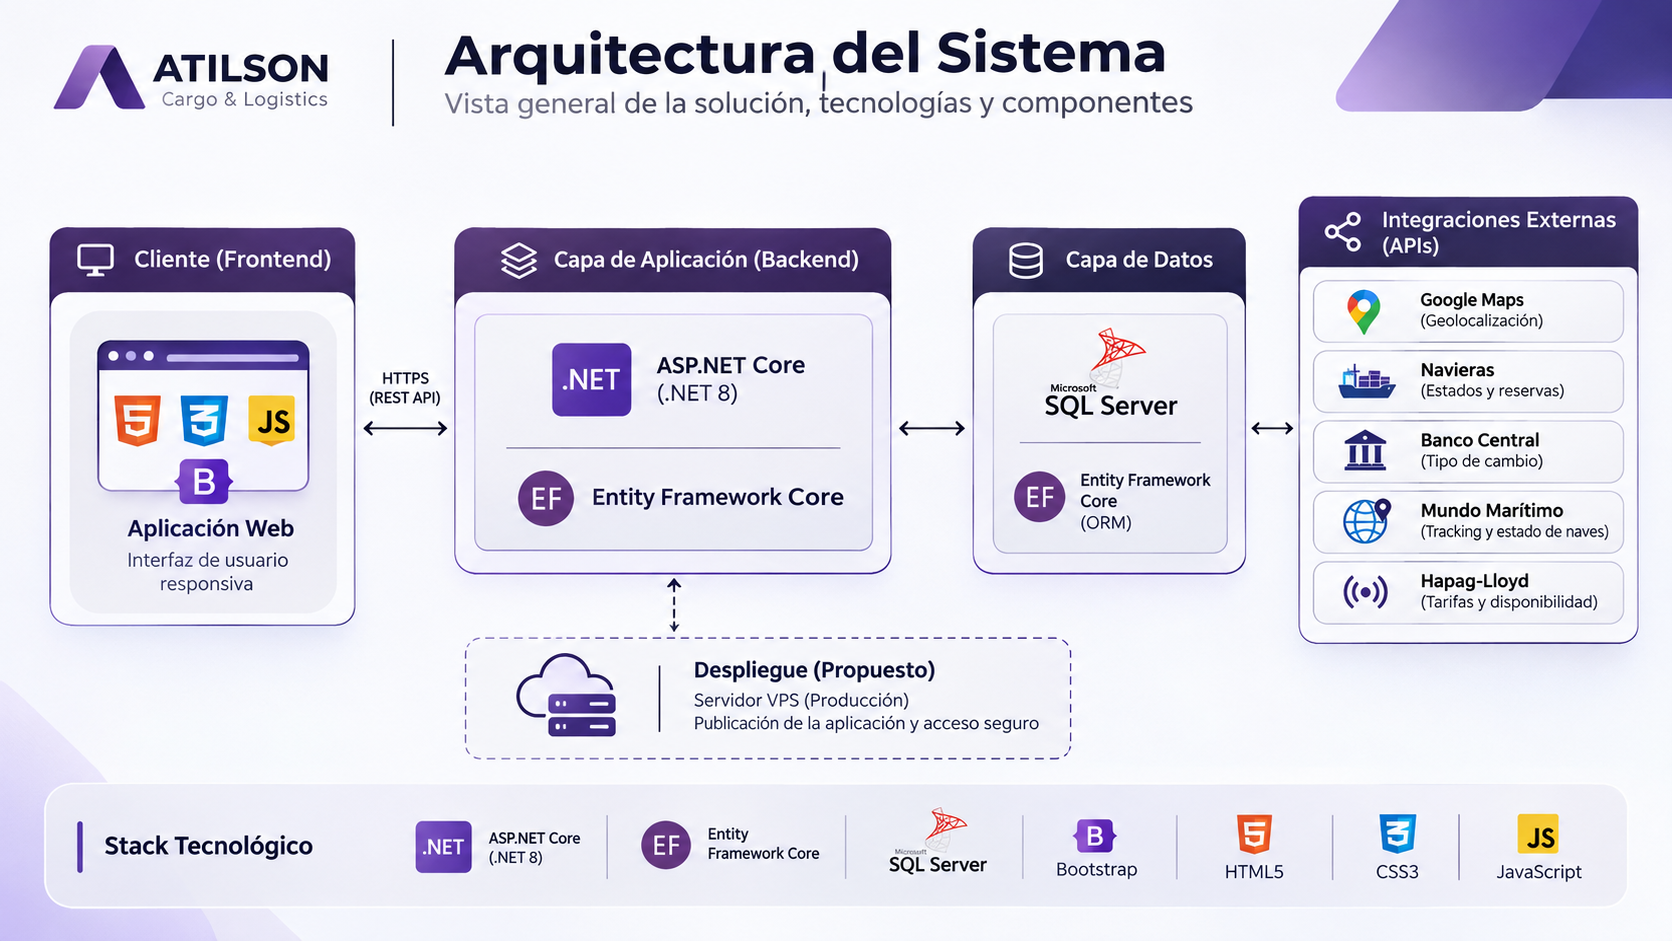 ATILSON
Cargo & Logistics
Arquitectura del Sistema
Vista general de la solución, tecnologías y componentes
Cliente (Frontend)
5
3
JS
B
Aplicación Web
Interfaz de usuario
responsiva
HTTPS
(REST API)
Capa de Aplicación (Backend)
.NET
ASP.NET Core
(.NET 8)
EF
Entity Framework Core
Capa de Datos
Microsoft
SQL Server
EF
Entity Framework
Core
(ORM)
Integraciones Externas
(APIs)
Google Maps
(Geolocalización)
Navieras
(Estados y reservas)
Banco Central
(Tipo de cambio)
Mundo Marítimo
(Tracking y estado de naves)
Hapag-Lloyd
(Tarifas y disponibilidad)
Despliegue (Propuesto)
Servidor VPS (Producción)
Publicación de la aplicación y acceso seguro
Stack Tecnológico
.NET
ASP.NET Core
(.NET 8)
EF
Entity
Framework Core
Microsoft
SQL Server
B
Bootstrap
5
HTML5
3
CSS3
JS
JavaScript